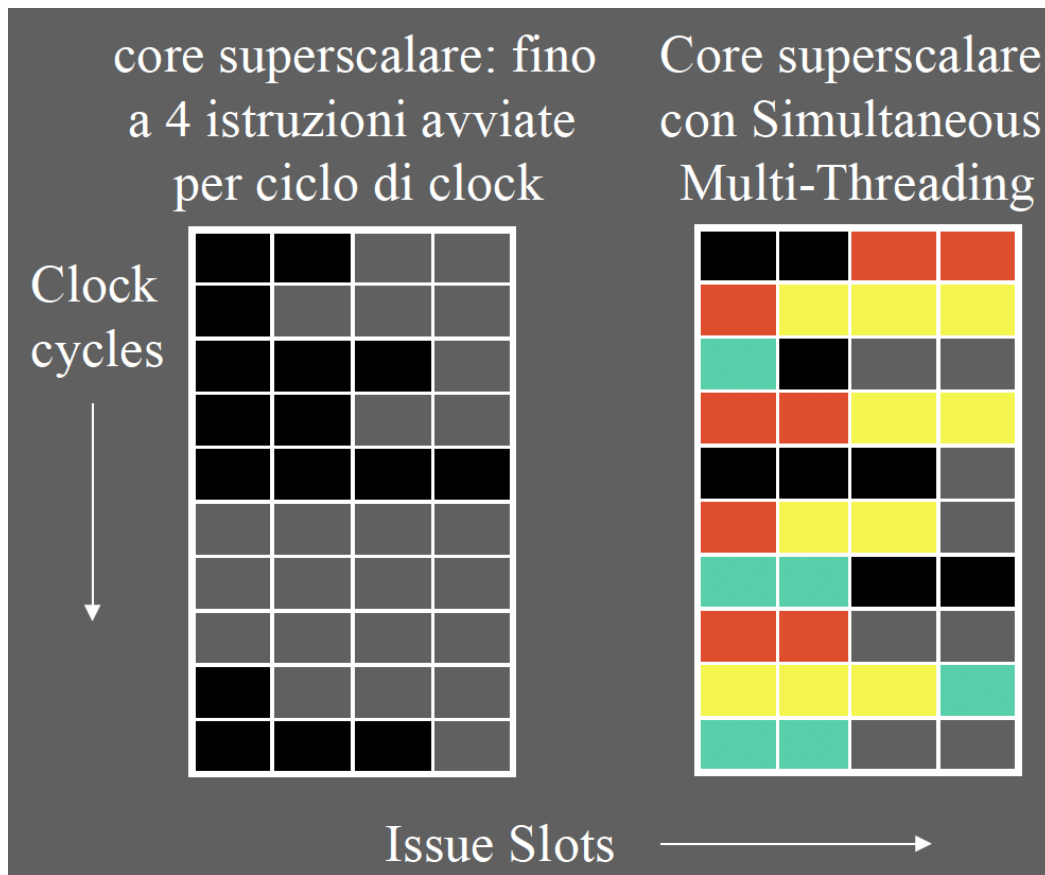 core superscalare: fino
a 4 istruzioni avviate
per ciclo di clock
Core superscalare
con Simultaneous
Multi-Threading
Clock
cycles
Issue Slots